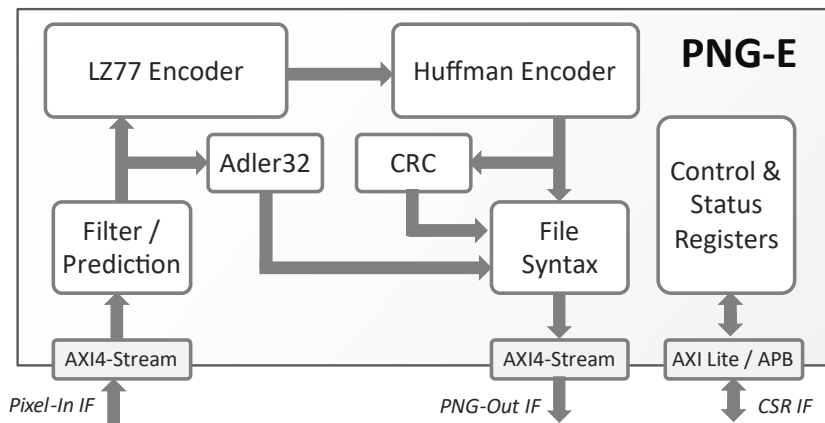 PNG-E
LZ77 Encoder
Huffman Encoder
Adler32
CRC
Control &
Status
Registers
Filter /
Prediction
File
Syntax
AXI4-Stream
AXI4-Stream
AXI Lite / APB
Pixel-In IF
PNG-Out IF
CSR IF